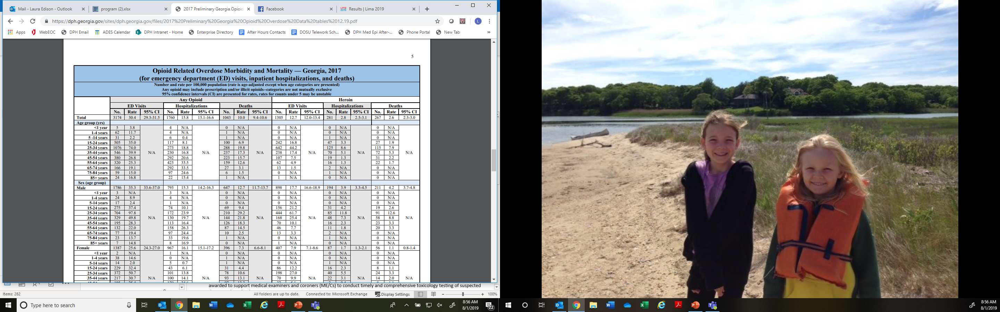 Mail - Laura Edison - Outlook
program (2).xlsx
2017 Preliminary Georgia Opioid
Facebook
Results | Lima 2019
https://dph.georgia.gov/sites/dph.georgia.gov/files/2017%20Preliminary%20Georgia%20Opioid%20Overdose%20Data%20tables%2012.19.pdf
L
Apps WebEOC DPH Email ADES Calendar DPH Intranet - Home Enterprise Directory After Hours Contacts DOSU Telework Sch... DPH Med Epi After-... Phone Portal New Tab »
5
Opioid Related Overdose Morbidity and Mortality — Georgia, 2017
(for emergency department (ED) visits, inpatient hospitalizations, and deaths)
Number and rate per 100,000 population (rate is age-adjusted except when age categories are presented)
Any opioid may include prescription and/or illicit opioids--categories are not mutually exclusive
95% confidence intervals (CI) are presented for rates, rates for counts under 5 may be unstable
Any Opioid Heroin
ED Visits Hospitalizations Deaths ED Visits Hospitalizations Deaths
No. Rate 95% CI No. Rate 95% CI No. Rate 95% CI No. Rate 95% CI No. Rate 95% CI No. Rate 95% CI
Total 3174 30.4 29.3-31.5 1760 15.8 15.1-16.6 1043 10.0 9.4-10.6 1305 12.7 12.0-13.4 281 2.8 2.5-3.1 267 2.6 2.3-3.0
Age group (yrs)
<1 year 5 3.8 4 N/A 0 N/A 0 N/A 0 N/A 0 N/A
1-4 years 62 11.7 4 N/A 1 N/A 0 N/A 0 N/A 0 N/A
5 -14 years 31 2.2 6 0.4 1 N/A 0 N/A 1 N/A 0 N/A
15-24 years 505 35.0 117 8.1 100 6.9 242 16.8 47 3.3 27 1.9
25-34 years 1076 74.0 273 18.8 288 19.8 642 44.2 125 8.6 115 7.9
35-44 years 546 39.9 N/A 230 16.8 N/A 237 17.3 N/A 238 17.4 N/A 70 5.1 N/A 72 5.3 N/A
45-54 years 380 26.8 292 20.6 223 15.7 107 7.5 19 1.3 31 2.2
55-64 years 320 25.3 423 33.5 159 12.6 62 4.9 16 1.3 22 1.7
65-74 years 166 19.1 292 33.5 27 3.1 13 1.5 2 N/A 0 N/A
75-84 years 59 15.0 97 24.6 6 1.5 0 N/A 1 N/A 0 N/A
85+ years 24 16.8 22 15.4 1 N/A 1 N/A 0 N/A 0 N/A
Sex (age group)
Male 1786 35.3 33.6-37.0 793 15.3 14.2-16.3 647 12.7 11.7-13.7 898 17.7 16.6-18.9 194 3.9 3.3-4.5 211 4.2 3.7-4.8
<1 year 3 N/A 3 N/A 0 N/A 0 N/A 0 N/A 0 N/A
1-4 years 24 8.9 4 N/A 0 N/A 0 N/A 0 N/A 0 N/A
5-14 years 17 2.4 1 N/A 0 N/A 0 N/A 0 N/A 0 N/A
15-24 years 275 37.4 74 10.1 69 9.4 156 21.2 31 4.2 19 2.6
25-34 years 704 97.8 172 23.9 210 29.2 444 61.7 85 11.8 91 12.6
35-44 years 329 49.8 N/A 130 19.7 N/A 144 21.8 N/A 168 25.4 N/A 48 7.3 N/A 58 8.8 N/A
45-54 years 195 28.3 113 16.4 126 18.3 70 10.1 16 2.3 23 3.3
55-64 years 132 22.0 158 26.3 87 14.5 46 7.7 11 1.8 20 3.3
65-74 years 77 19.4 97 24.4 10 2.5 13 3.3 2 N/A 0 N/A
75-84 years 23 13.7 33 19.6 1 N/A 0 N/A 1 N/A 0 N/A
85+ years 7 14.8 8 16.9 0 N/A 1 N/A 0 N/A 0 N/A
Female 1387 25.6 24.3-27.0 967 16.1 15.1-17.2 396 7.3 6.6-8.1 407 7.9 7.1-8.6 87 1.7 1.3-2.1 56 1.1 0.8-1.4
<1 year 2 N/A 1 N/A 0 N/A 0 N/A 0 N/A 0 N/A
1-4 years 38 14.6 0 N/A 1 N/A 0 N/A 0 N/A 0 N/A
5-14 years 14 2.0 5 0.7 1 N/A 0 N/A 1 N/A 0 N/A
15-24 years 229 32.4 43 6.1 31 4.4 86 12.2 16 2.3 8 1.1
25-34 years 372 50.7 101 13.8 78 10.6 198 27.0 40 5.5 24 3.3
35-44 years 217 30.7 N/A 100 14.1 N/A 93 13.1 N/A 70 9.9 N/A 22 3.1 N/A 14 2.0 N/A
awarded to support medical examiners and coroners (ME/Cs) to conduct timely and comprehensive toxicology testing of suspected
Items: 282 All folders are up to date. Connected to: Microsoft Exchange Display Settings 100%
Type here to search
8:56 AM
8/1/2019
22
8:56 AM
8/1/2019